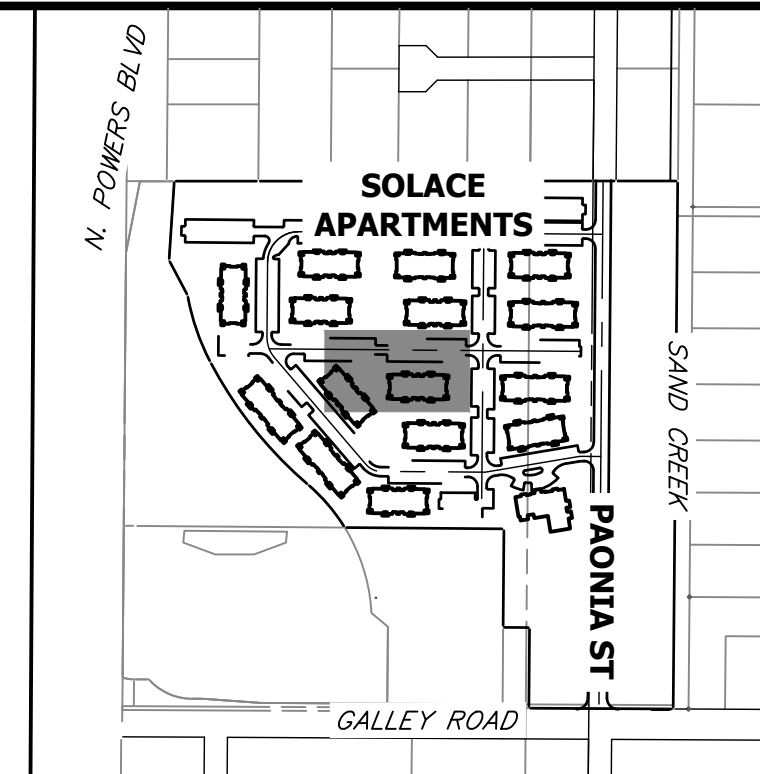 N. POWERS BLVD
SOLACE
APARTMENTS
SAND CREEK
PAONIA ST
GALLEY ROAD